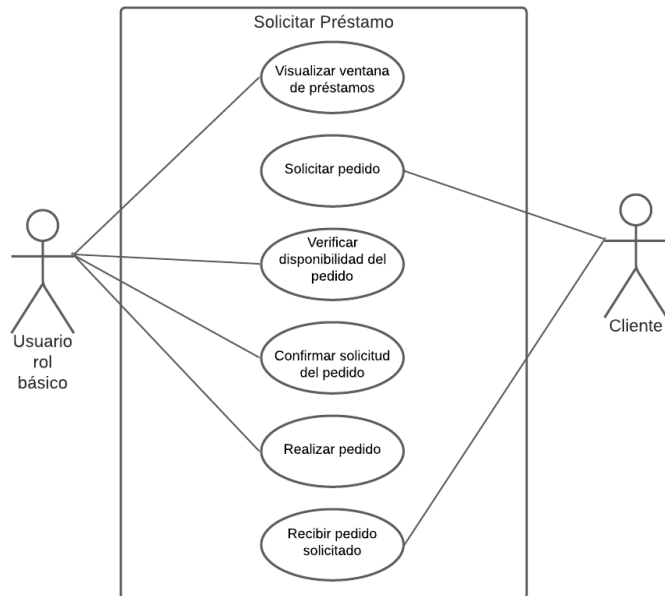 Solicitar Préstamo
Visualizar ventana
de préstamos
Solicitar pedido
Verificar
disponibilidad del
pedido
Confirmar solicitud
del pedido
Realizar pedido
Recibir pedido
solicitado
Usuario
rol
básico
Cliente